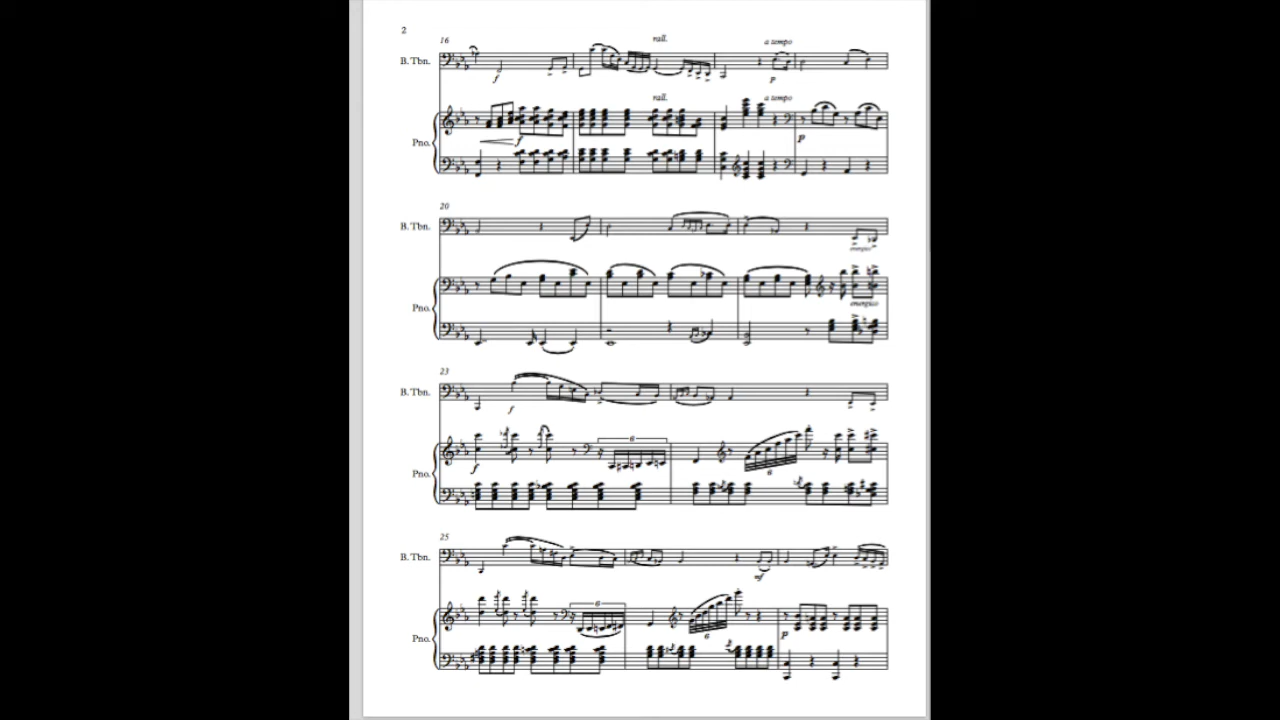 2
16
rall.
a tempo
B. Tbn.
f
p
rall.
a tempo
Pno.
f
p
20
B. Tbn.
energico
Pno.
energico
23
B. Tbn.
f
6
Pno.
f
6
25
B. Tbn.
mf
6
Pno.
6
p